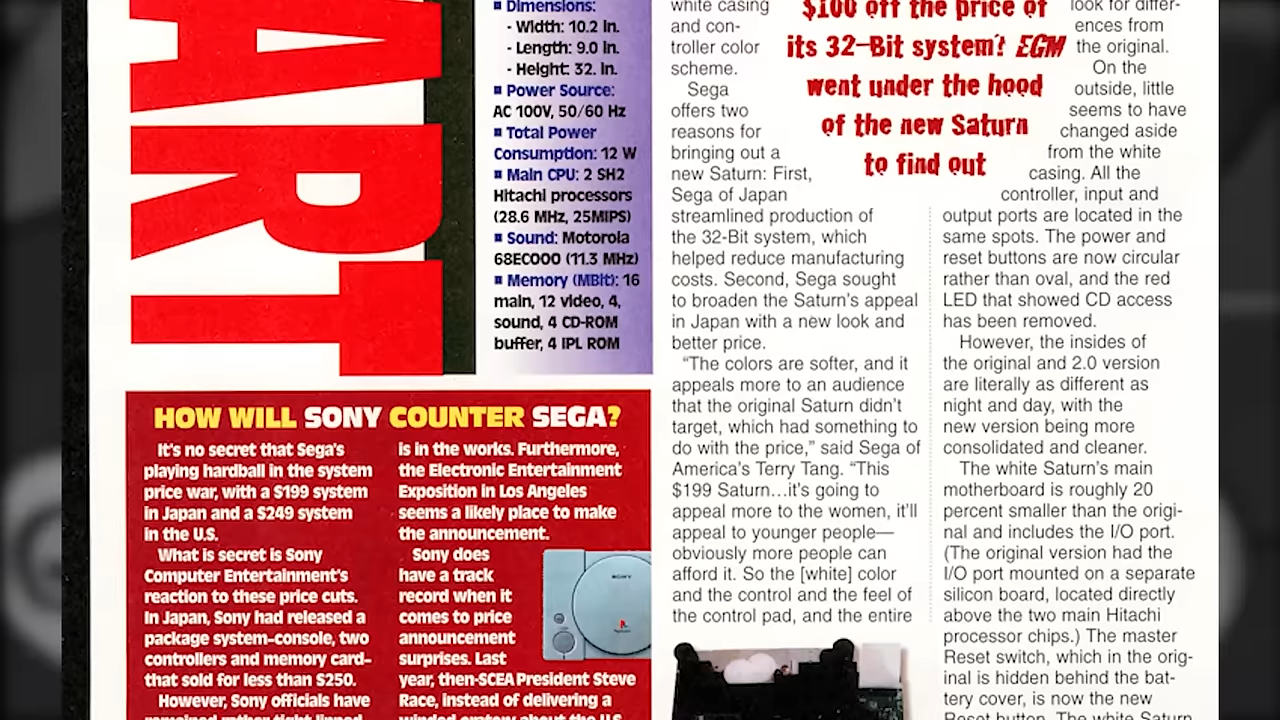 ART
■ Dimensions:
- Width: 10.2 in.
- Length: 9.0 in.
- Height: 32. in.
■ Power Source:
AC 100V, 50/60 Hz
■ Total Power
Consumption: 12 W
■ Main CPU: 2 SH2
Hitachi processors
(28.6 MHz, 25MIPS)
■ Sound: Motorola
68EC000 (11.3 MHz)
■ Memory (MBit): 16
main, 12 video, 4,
sound, 4 CD-ROM
buffer, 4 IPL ROM
HOW WILL SONY COUNTER SEGA?
It's no secret that Sega's
playing hardball in the system
price war, with a $199 system
in Japan and a $249 system
in the U.S.
What is secret is Sony
Computer Entertainment's
reaction to these price cuts.
In Japan, Sony had released a
package system-console, two
controllers and memory card-
that sold for less than $250.
However, Sony officials have
remained rather tight-lipped
is in the works. Furthermore,
the Electronic Entertainment
Exposition in Los Angeles
seems a likely place to make
the announcement.
Sony does
have a track
record when it
comes to price
announcement
surprises. Last
year, then-SCEA President Steve
Race, instead of delivering a
winded oratory about the U.S.
SONY
white casing
and con-
troller color
scheme.
Sega
offers two
reasons for
bringing out a
new Saturn: First,
Sega of Japan
streamlined production of
the 32-Bit system, which
helped reduce manufacturing
costs. Second, Sega sought
to broaden the Saturn's appeal
in Japan with a new look and
better price.
“The colors are softer, and it
appeals more to an audience
that the original Saturn didn't
target, which had something to
do with the price,” said Sega of
America's Terry Tang. “This
$199 Saturn…it's going to
appeal more to the women, it'll
appeal to younger people—
obviously more people can
afford it. So the [white] color
and the control and the feel of
the control pad, and the entire
$100 off the price of
its 32-Bit system? EGM
went under the hood
of the new Saturn
to find out
look for differ-
ences from
the original.
On the
outside, little
seems to have
changed aside
from the white
casing. All the
controller, input and
output ports are located in the
same spots. The power and
reset buttons are now circular
rather than oval, and the red
LED that showed CD access
has been removed.
However, the insides of
the original and 2.0 version
are literally as different as
night and day, with the
new version being more
consolidated and cleaner.
The white Saturn's main
motherboard is roughly 20
percent smaller than the origi-
nal and includes the I/O port.
(The original version had the
I/O port mounted on a separate
silicon board, located directly
above the two main Hitachi
processor chips.) The master
Reset switch, which in the orig-
inal is hidden behind the bat-
tery cover, is now the new
Reset button. The white Saturn